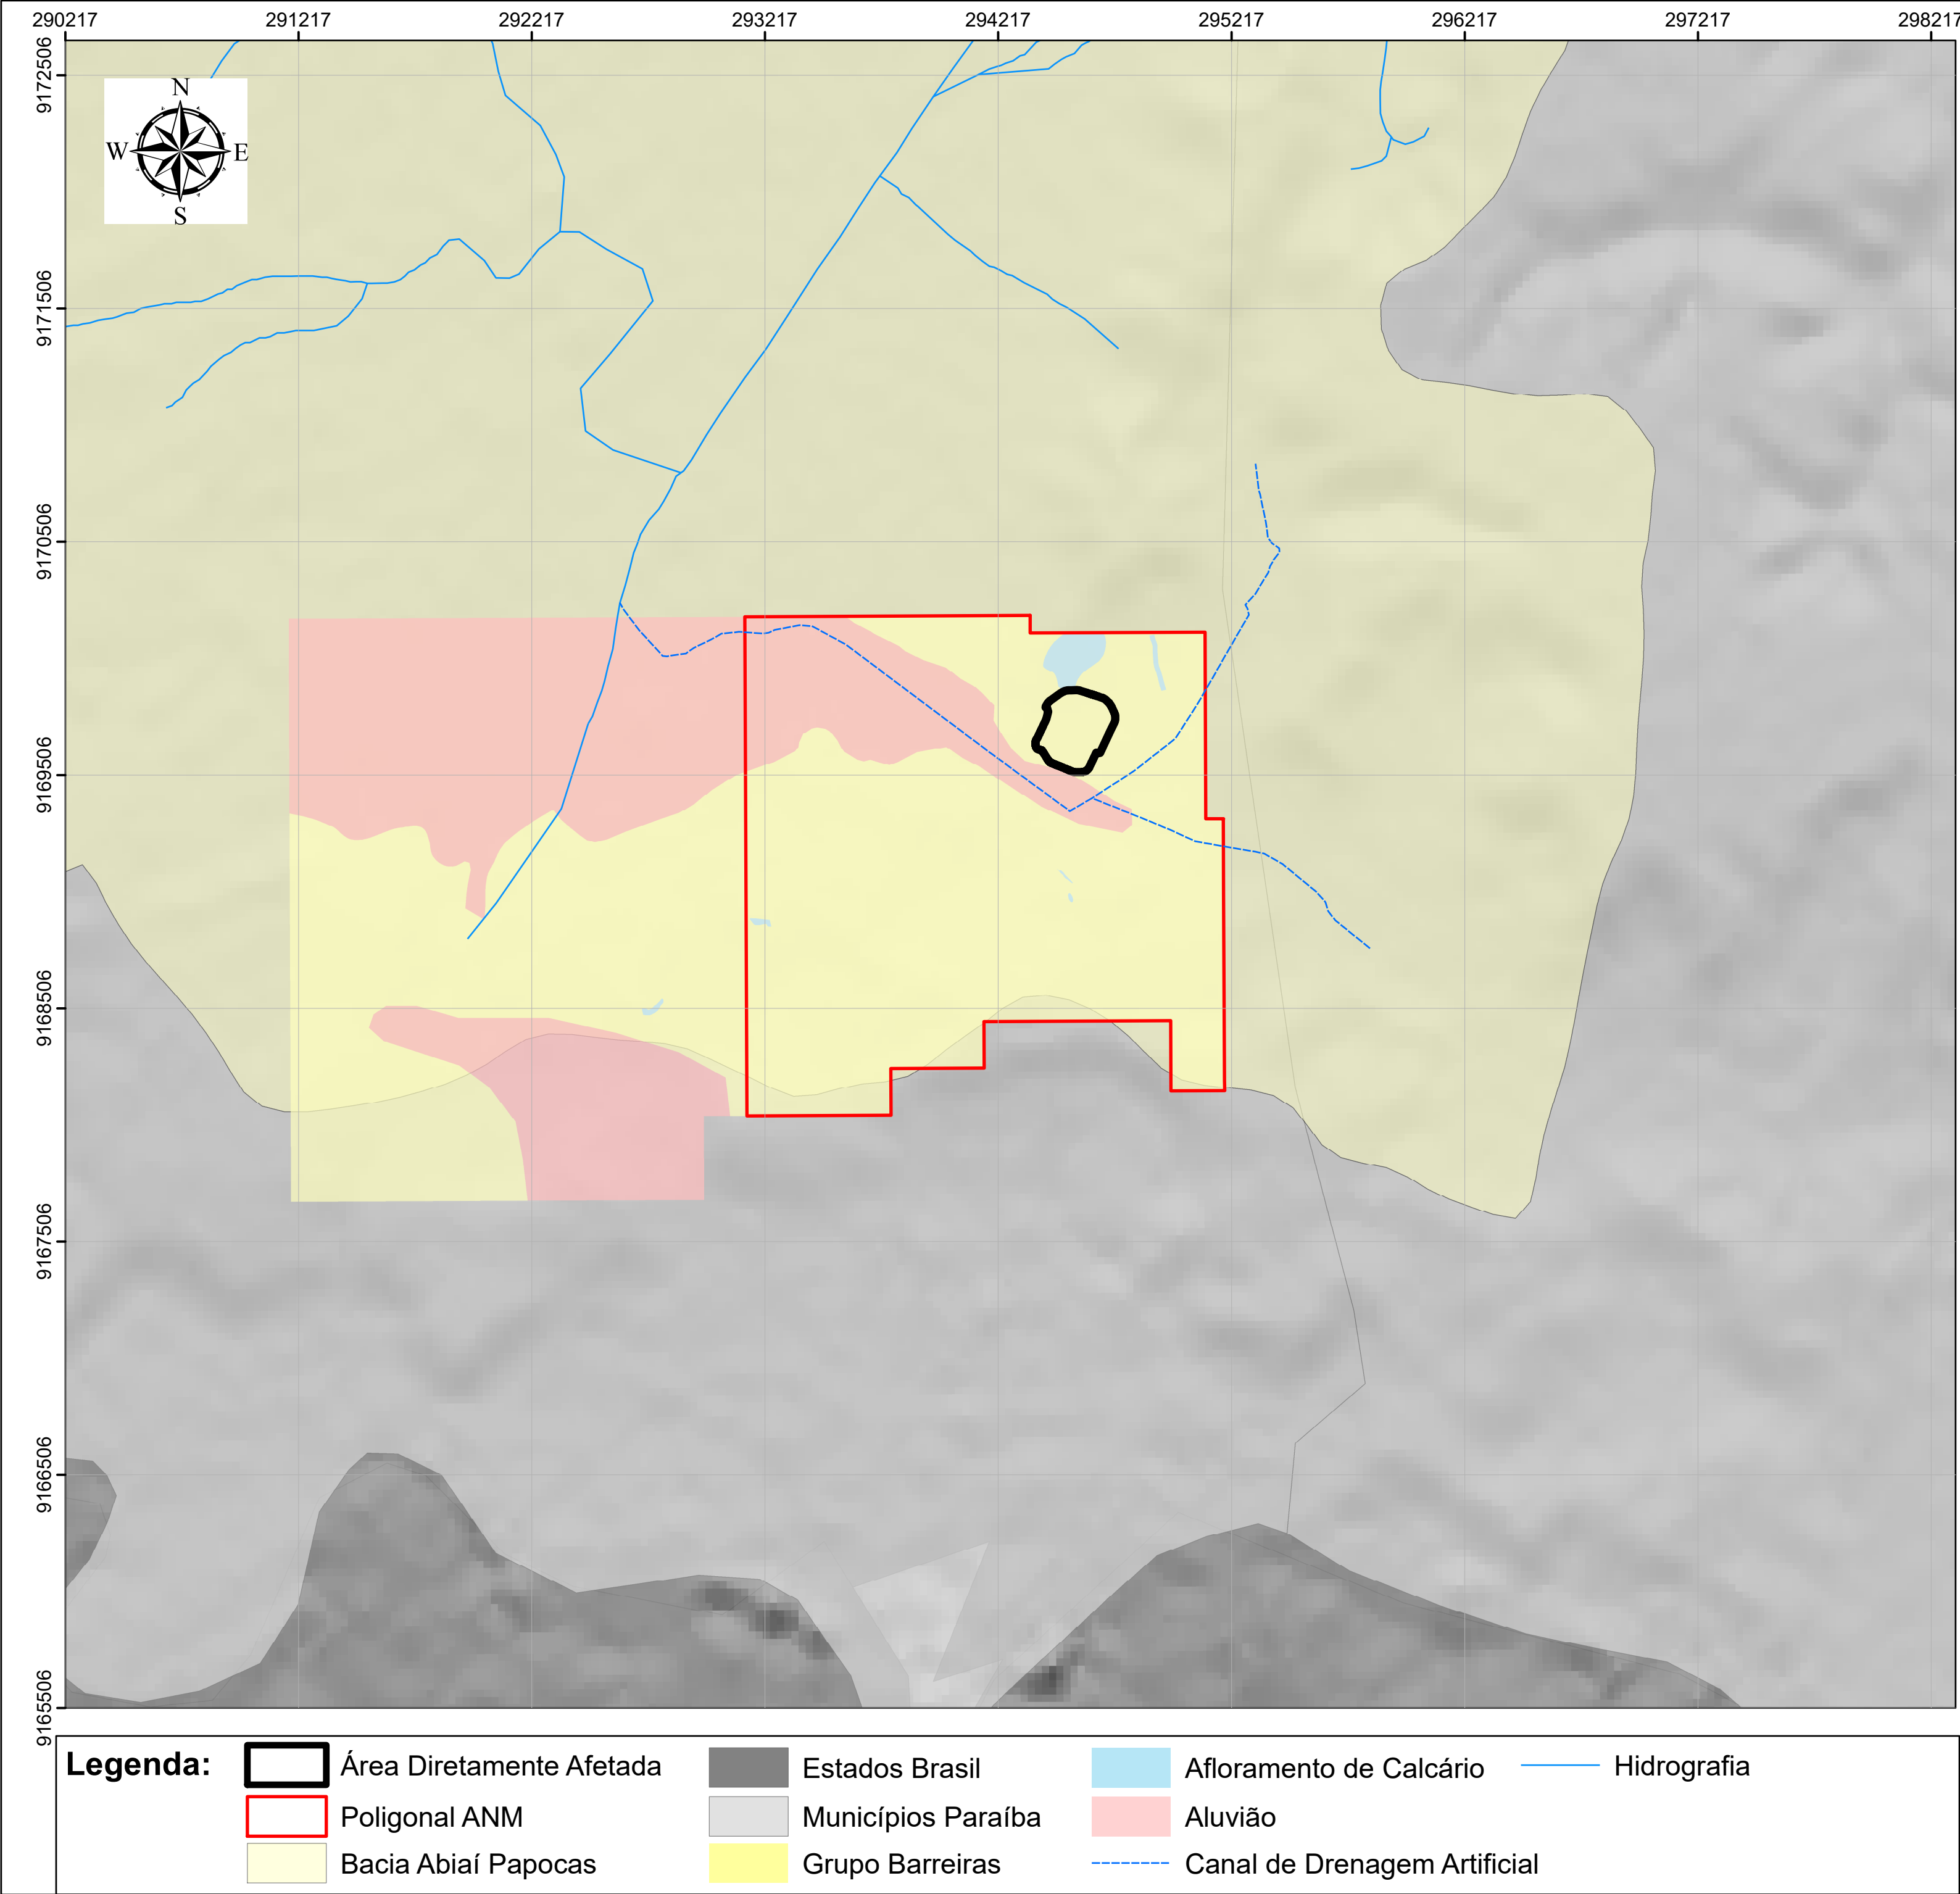 290217 291217 292217 293217 294217 295217 296217 297217 298217
9172506
N
W E
S
9171506
9170506
9169506
9168506
9167506
9166506
9165506
Legenda:
Área Diretamente Afetada
Poligonal ANM
Bacia Abiaí Papocas
Estados Brasil
Municípios Paraíba
Grupo Barreiras
Afloramento de Calcário
Aluvião
Canal de Drenagem Artificial
Hidrografia